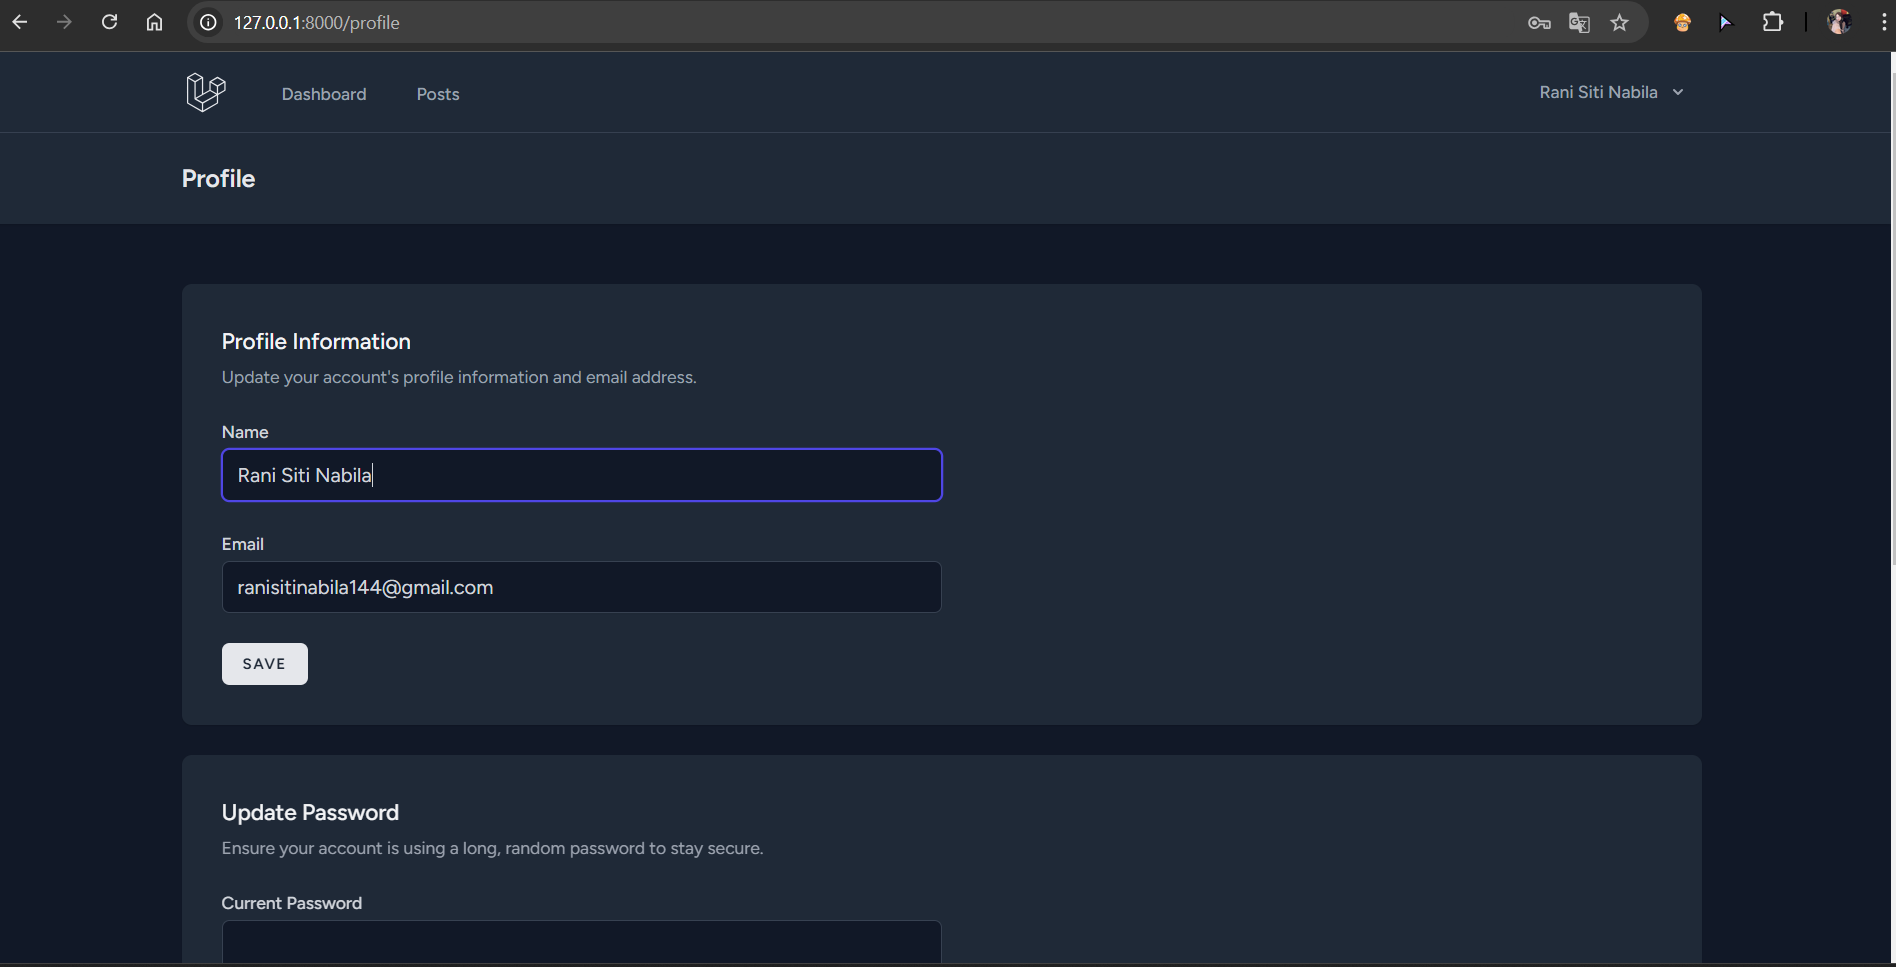 127.0.0.1:8000/profile
Dashboard Posts Rani Siti Nabila
Profile
Profile Information
Update your account's profile information and email address.
Name
Rani Siti Nabila
Email
ranisitinabila144@gmail.com
SAVE
Update Password
Ensure your account is using a long, random password to stay secure.
Current Password